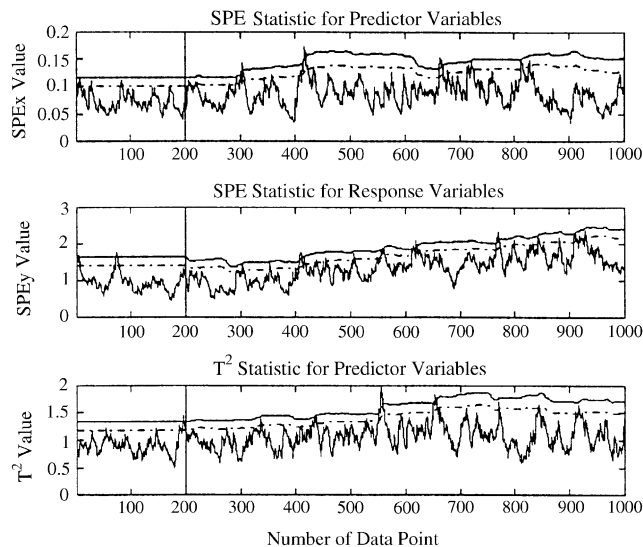 SPE Statistic for Predictor Variables
SPEx Value
0.2
0.15
0.1
0.05
0
100 200 300 400 500 600 700 800 900 1000
SPE Statistic for Response Variables
SPEy Value
3
2
1
0
100 200 300 400 500 600 700 800 900 1000
T² Statistic for Predictor Variables
T² Value
2
1.5
1
0.5
0
100 200 300 400 500 600 700 800 900 1000
Number of Data Point